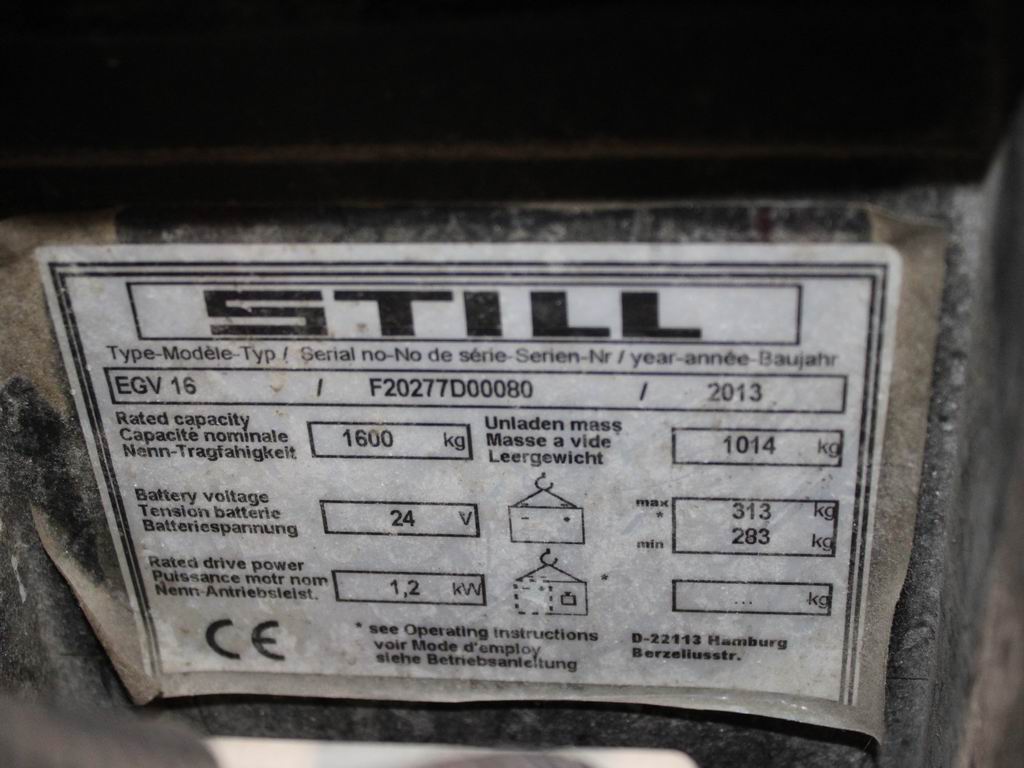 STILL
Type-Modèle-Typ / Serial no-No de série-Serien-Nr / year-année-Baujahr
EGV 16 / F20277D00080 / 2013
Rated capacity
Capacité nominale
Nenn-Tragfahigkeit
1600 kg
Unladen mass
Masse a vide
Leergewicht
1014 kg
Battery voltage
Tension batterie
Batteriespannung
24 V
- +
max 313 kg
*
min 283 kg
Rated drive power
Puissance motr nom
Nenn-Antriebsleist.
1,2 kW
- +
*
... kg
CE
* see Operating Instructions
voir Mode d'employ
siehe Betriebsanleitung
D-22113 Hamburg
Berzeliusstr.